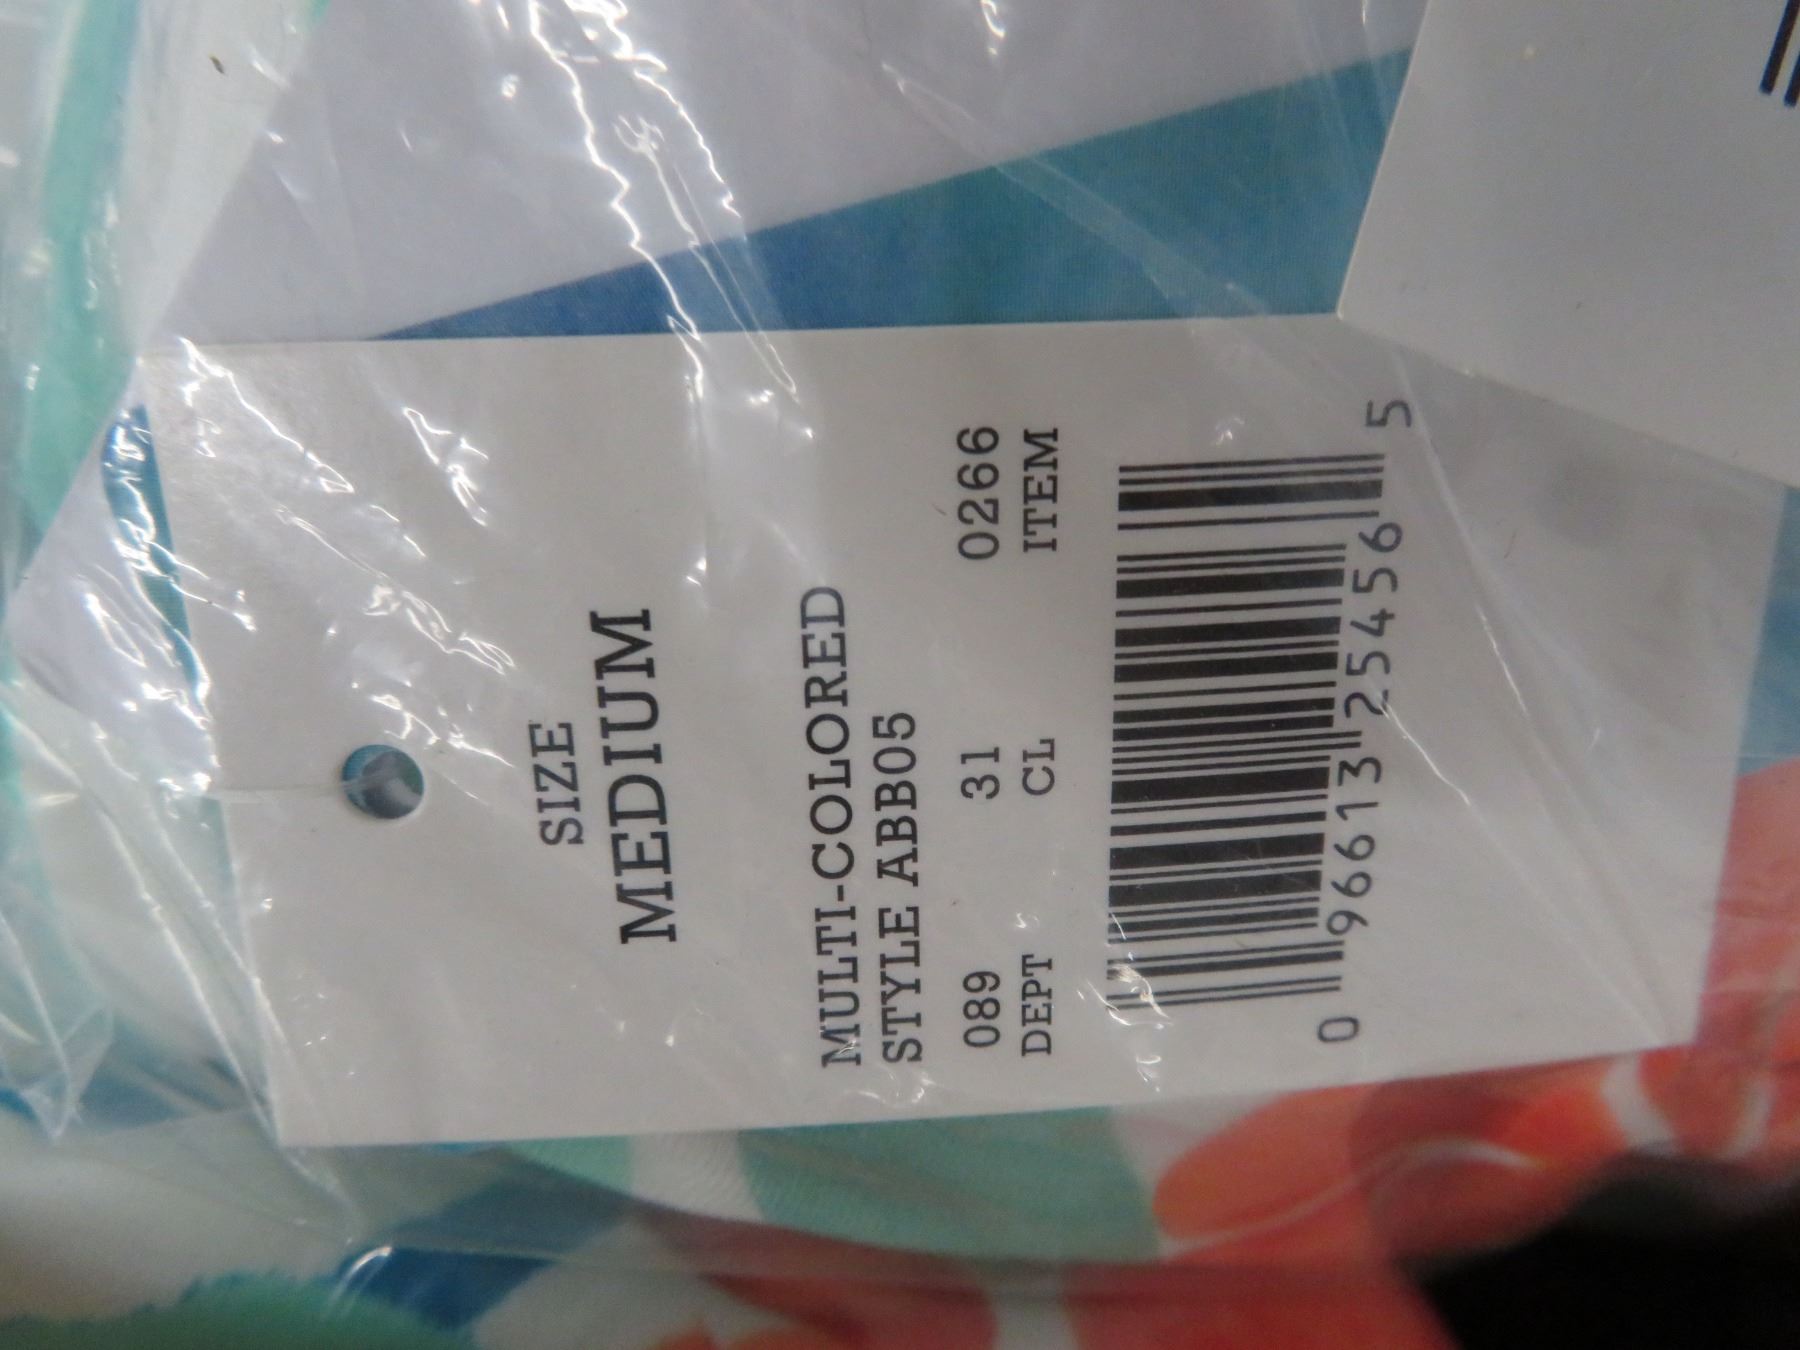 SIZE
MEDIUM
MULTI-COLORED
STYLE ABB05
089 31 0266
DEPT CL ITEM
0 96613 25456 5